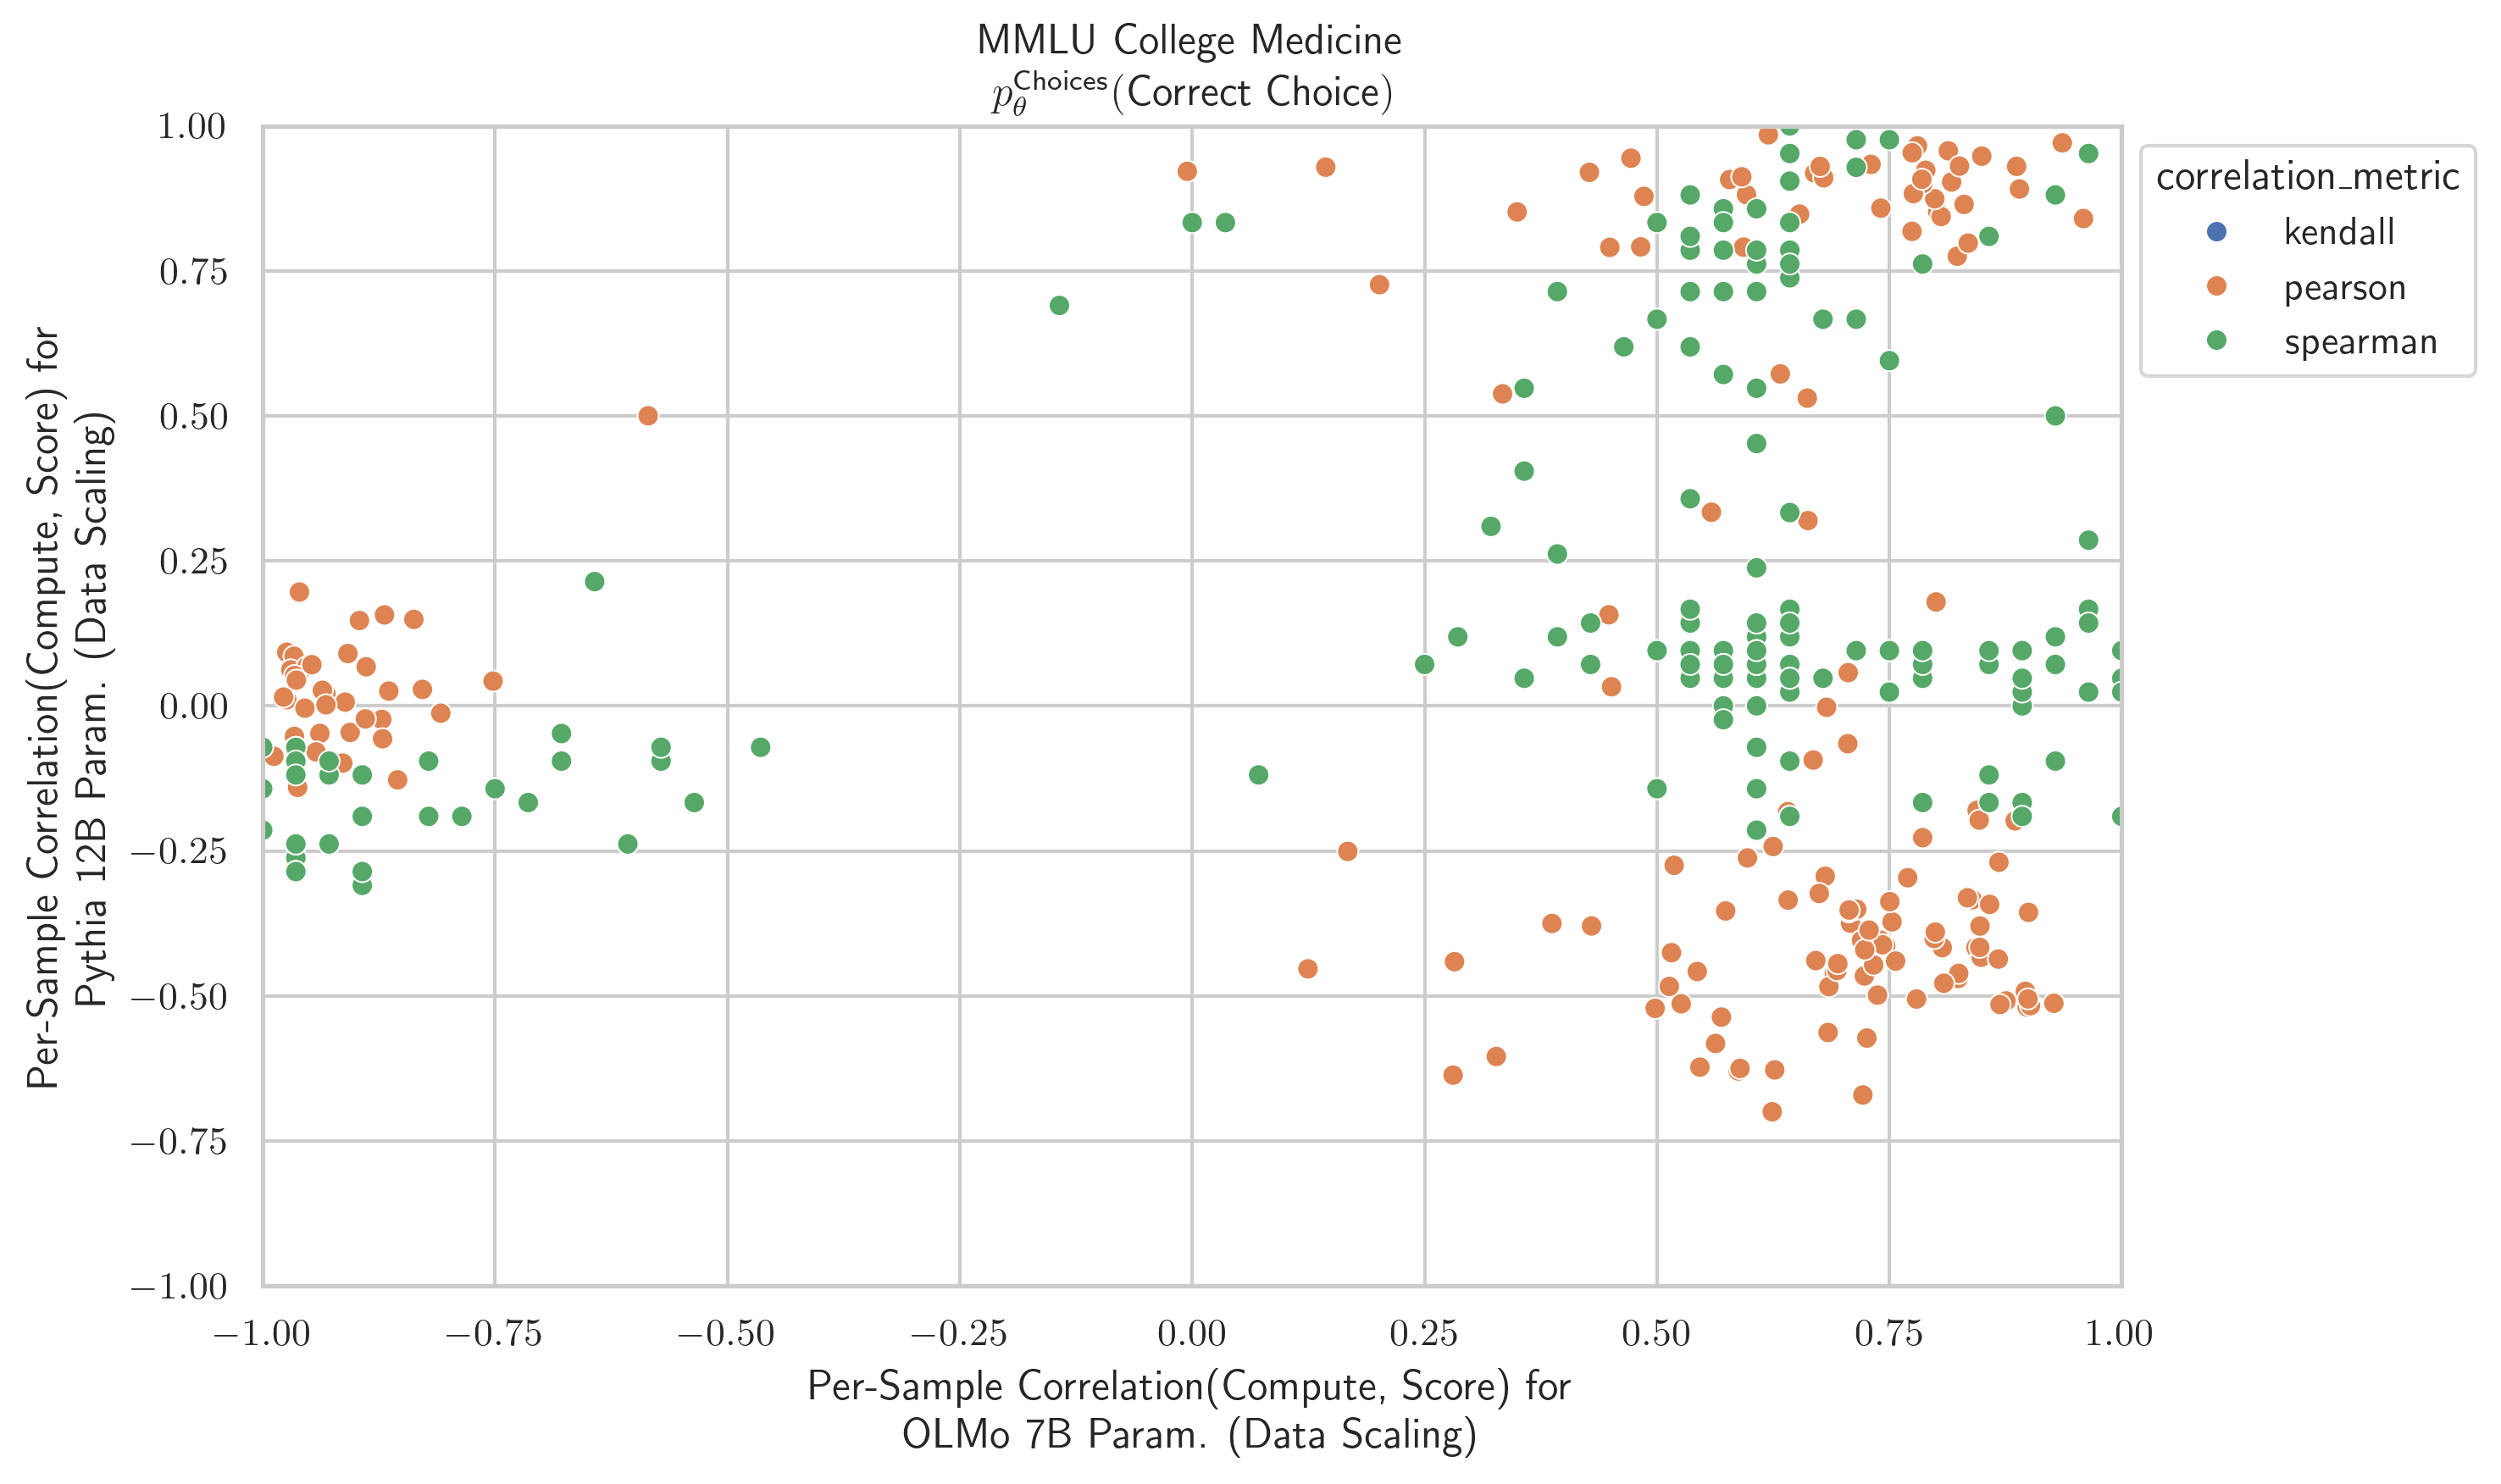 MMLU College Medicine
p_θ^Choices(Correct Choice)
1.00
0.75
0.50
0.25
0.00
−0.25
−0.50
−0.75
−1.00
Per-Sample Correlation(Compute, Score) for
Pythia 12B Param. (Data Scaling)
correlation_metric
kendall
pearson
spearman
−1.00
−0.75
−0.50
−0.25
0.00
0.25
0.50
0.75
1.00
Per-Sample Correlation(Compute, Score) for
OLMo 7B Param. (Data Scaling)